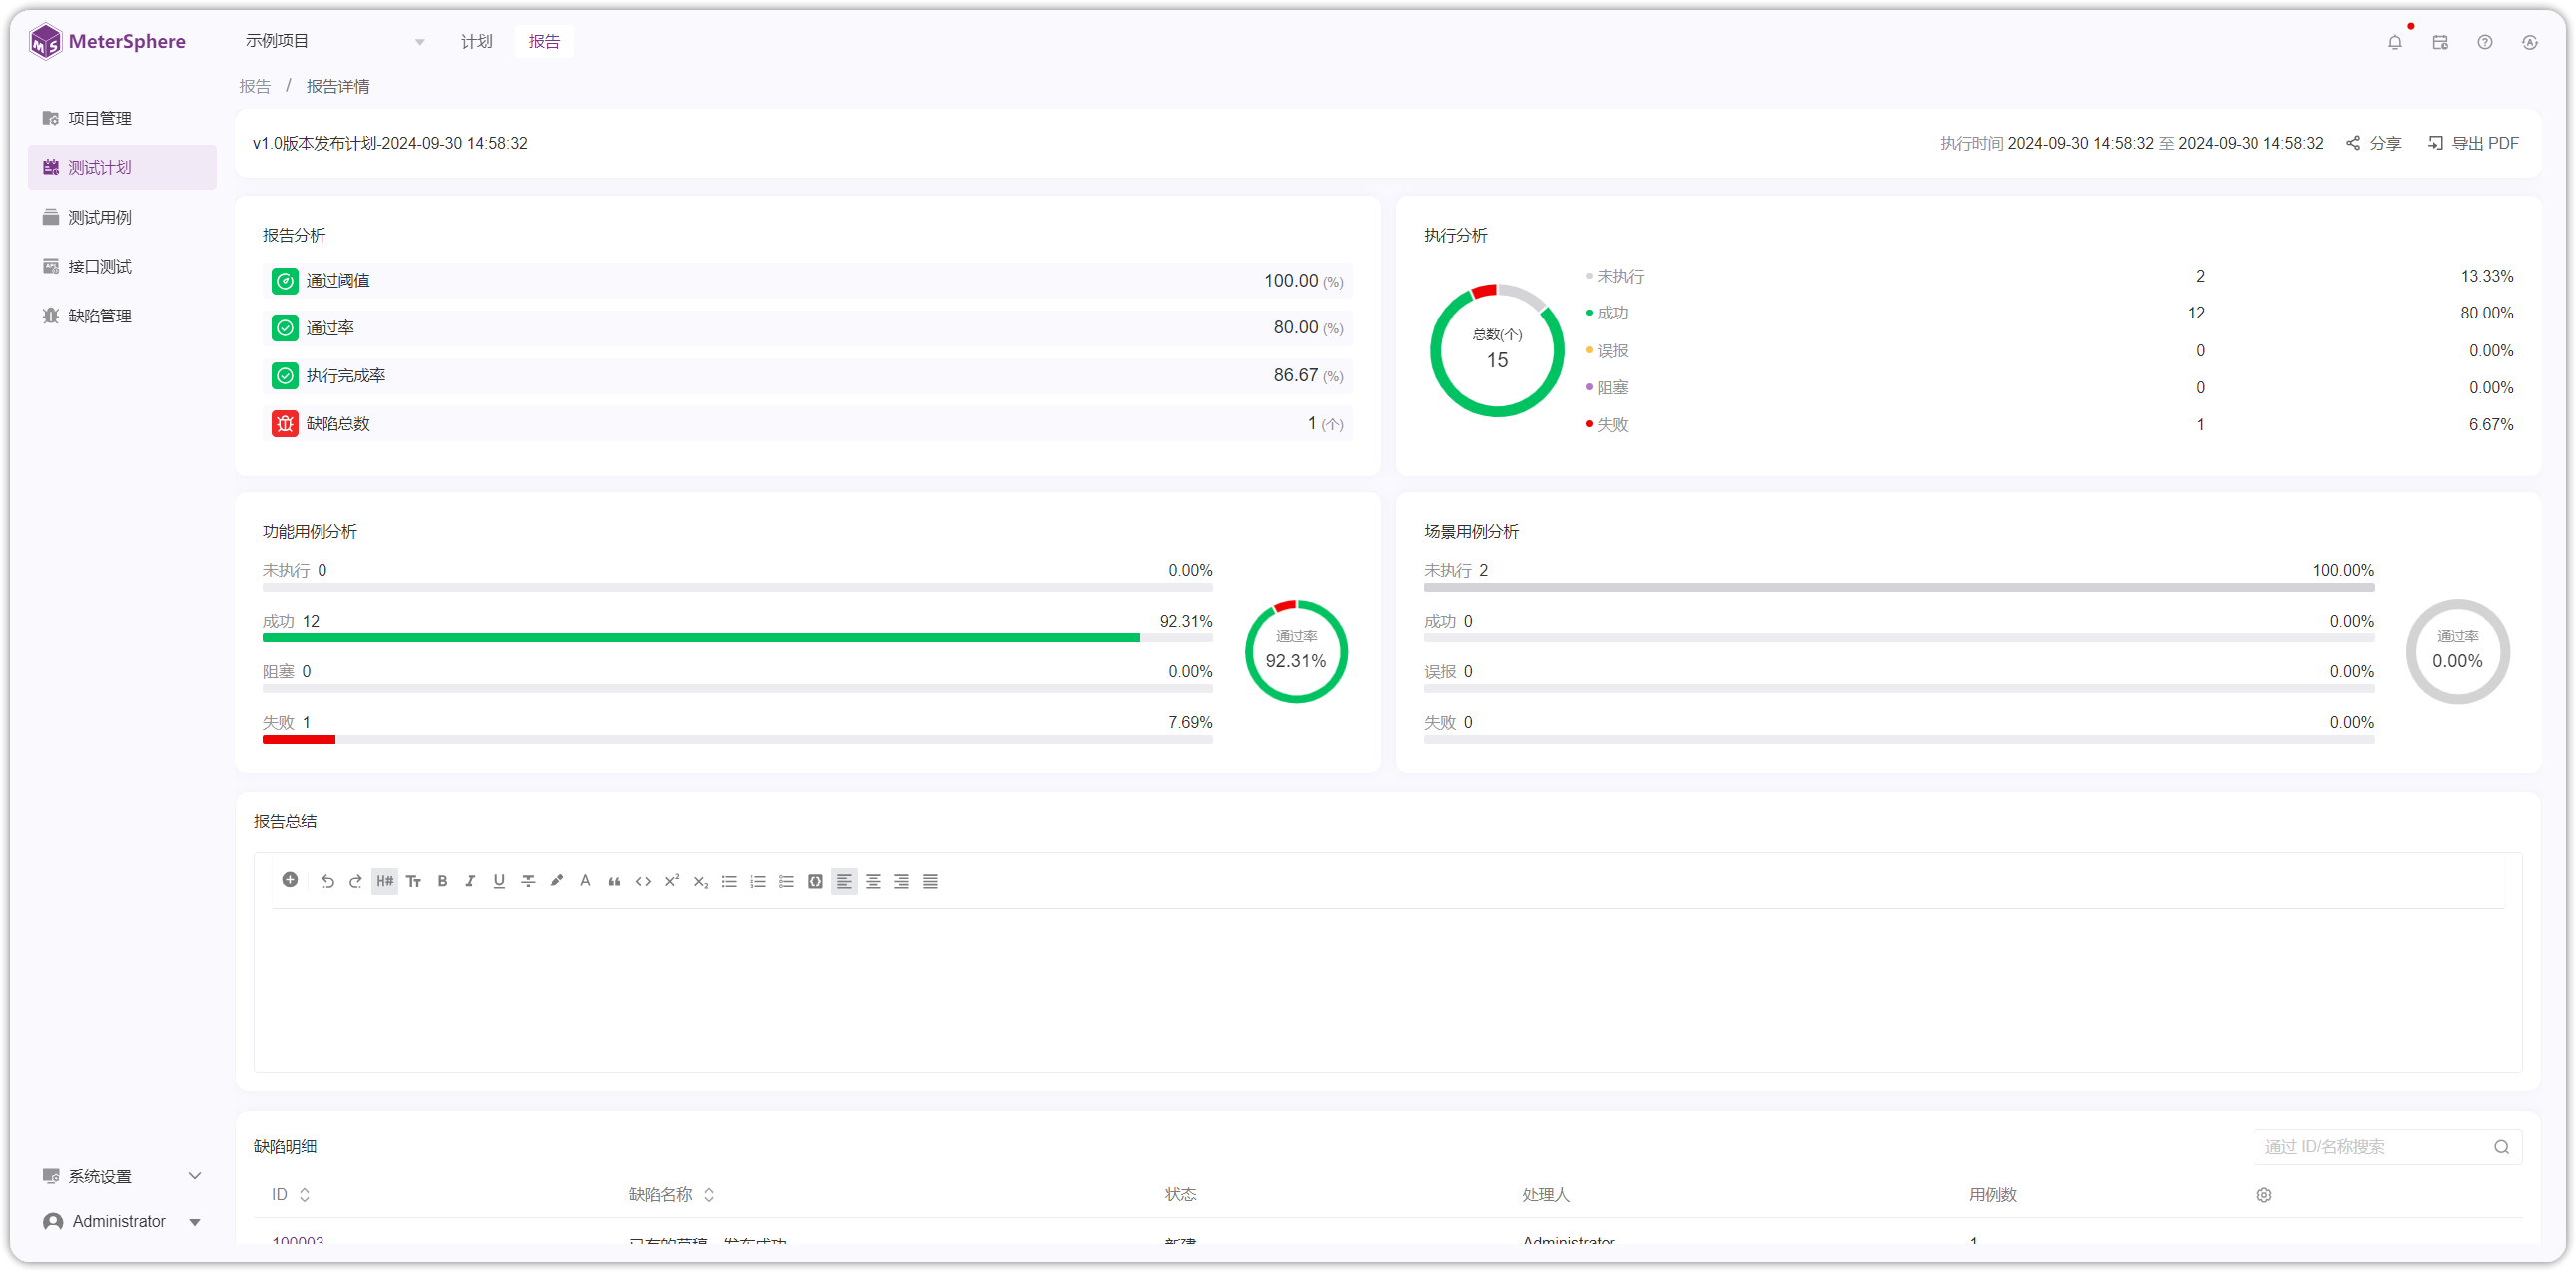 MeterSphere
示例项目
计划
报告
报告 / 报告详情
项目管理
测试计划
测试用例
接口测试
缺陷管理
系统设置
Administrator
v1.0版本发布计划-2024-09-30 14:58:32
执行时间 2024-09-30 14:58:32 至 2024-09-30 14:58:32
分享
导出 PDF
报告分析
通过阈值 100.00 (%)
通过率 80.00 (%)
执行完成率 86.67 (%)
缺陷总数 1 (个)
执行分析
总数(个)
15
未执行 2 13.33%
成功 12 80.00%
误报 0 0.00%
阻塞 0 0.00%
失败 1 6.67%
功能用例分析
未执行 0 0.00%
成功 12 92.31%
阻塞 0 0.00%
失败 1 7.69%
通过率
92.31%
场景用例分析
未执行 2 100.00%
成功 0 0.00%
误报 0 0.00%
失败 0 0.00%
通过率
0.00%
报告总结
缺陷明细
通过 ID/名称搜索
ID 缺陷名称 状态 处理人 用例数
100003 已有的草稿，发布成功 新建 Administrator 1